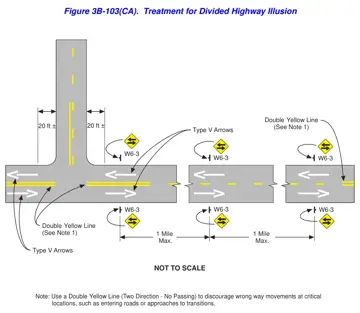 Figure 3B-103(CA). Treatment for Divided Highway Illusion
20 ft ±
20 ft ±
W6-3
Type V Arrows
W6-3
Double Yellow Line
(See Note 1)
W6-3
W6-3
W6-3
W6-3
Double Yellow Line
(See Note 1)
Type V Arrows
1 Mile
Max.
1 Mile
Max.
NOT TO SCALE
Note: Use a Double Yellow Line (Two Direction - No Passing) to discourage wrong way movements at critical
locations, such as entering roads or approaches to transitions.